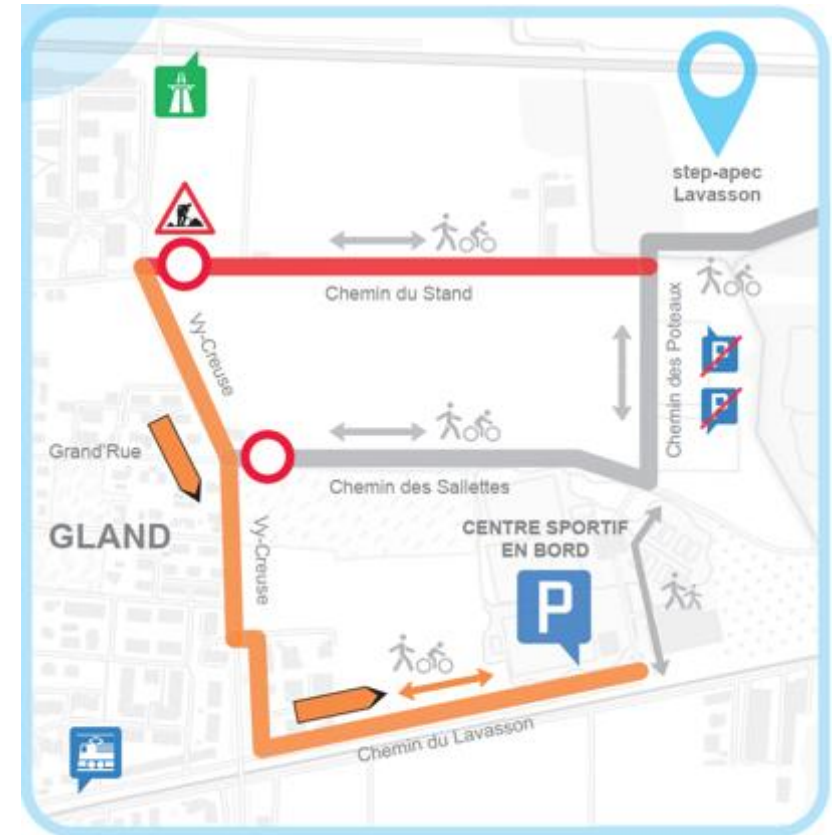 step-apec
Lavasson
Chemin du Stand
Chemin des Poteaux
Vy-Creuse
P
P
Grand'Rue
Chemin des Sallettes
GLAND
Vy-Creuse
CENTRE SPORTIF
EN BORD
P
Chemin du Lavasson